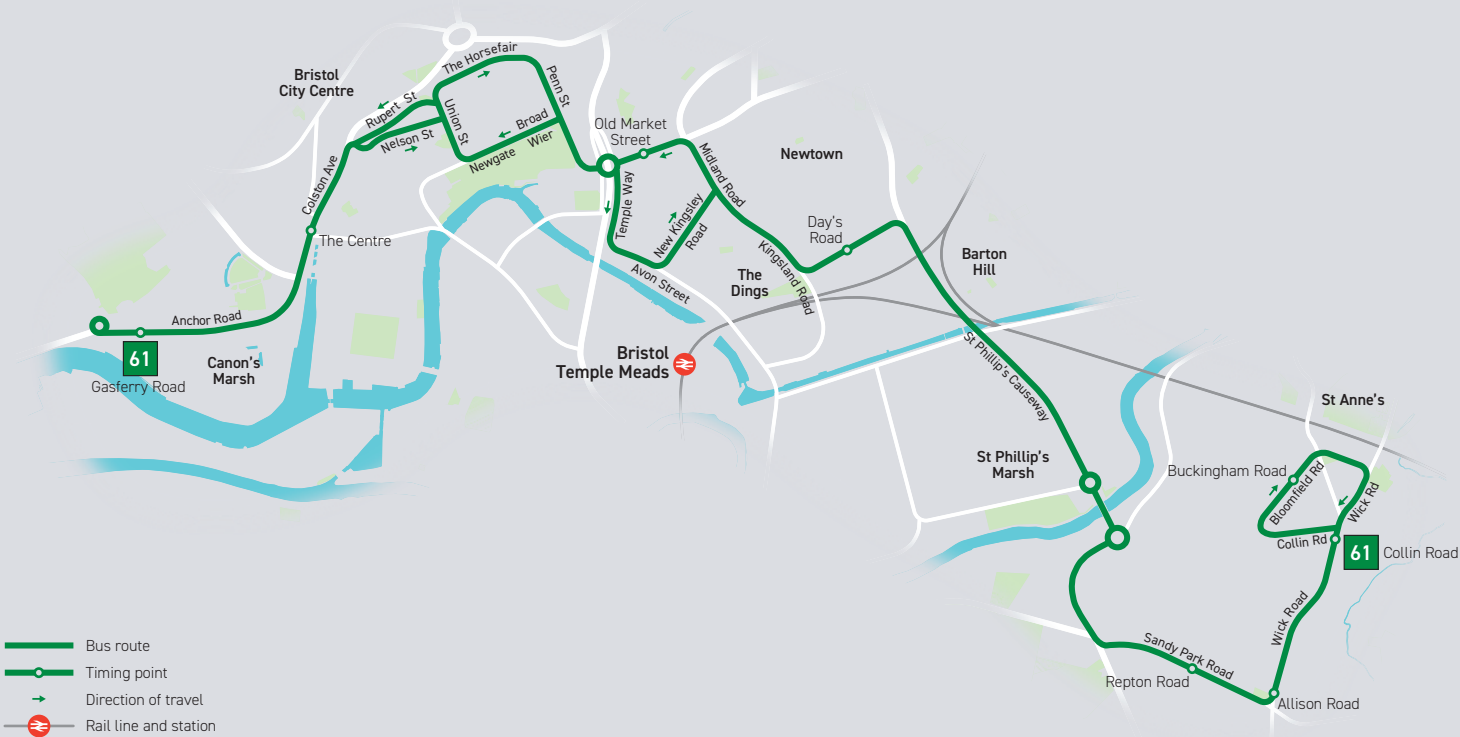 Bristol
City Centre
The Horsefair
Penn St
Rupert St
Nelson St
Union St
Broad
Wier
Newgate
Old Market
Street
Newtown
Midland Road
Colston Ave
The Centre
Temple Way
New Kingsley
Road
Day's
Road
Kingsland Road
Barton
Hill
The
Dings
Avon Street
Anchor Road
61
Gasferry Road
Canon's
Marsh
Bristol
Temple Meads
St Phillip's Causeway
St Anne's
St Phillip's
Marsh
Buckingham Road
Bloomfield Rd
Wick Rd
Collin Rd
61
Collin Road
Wick Road
Sandy Park Road
Repton Road
Allison Road
Bus route
Timing point
Direction of travel
Rail line and station